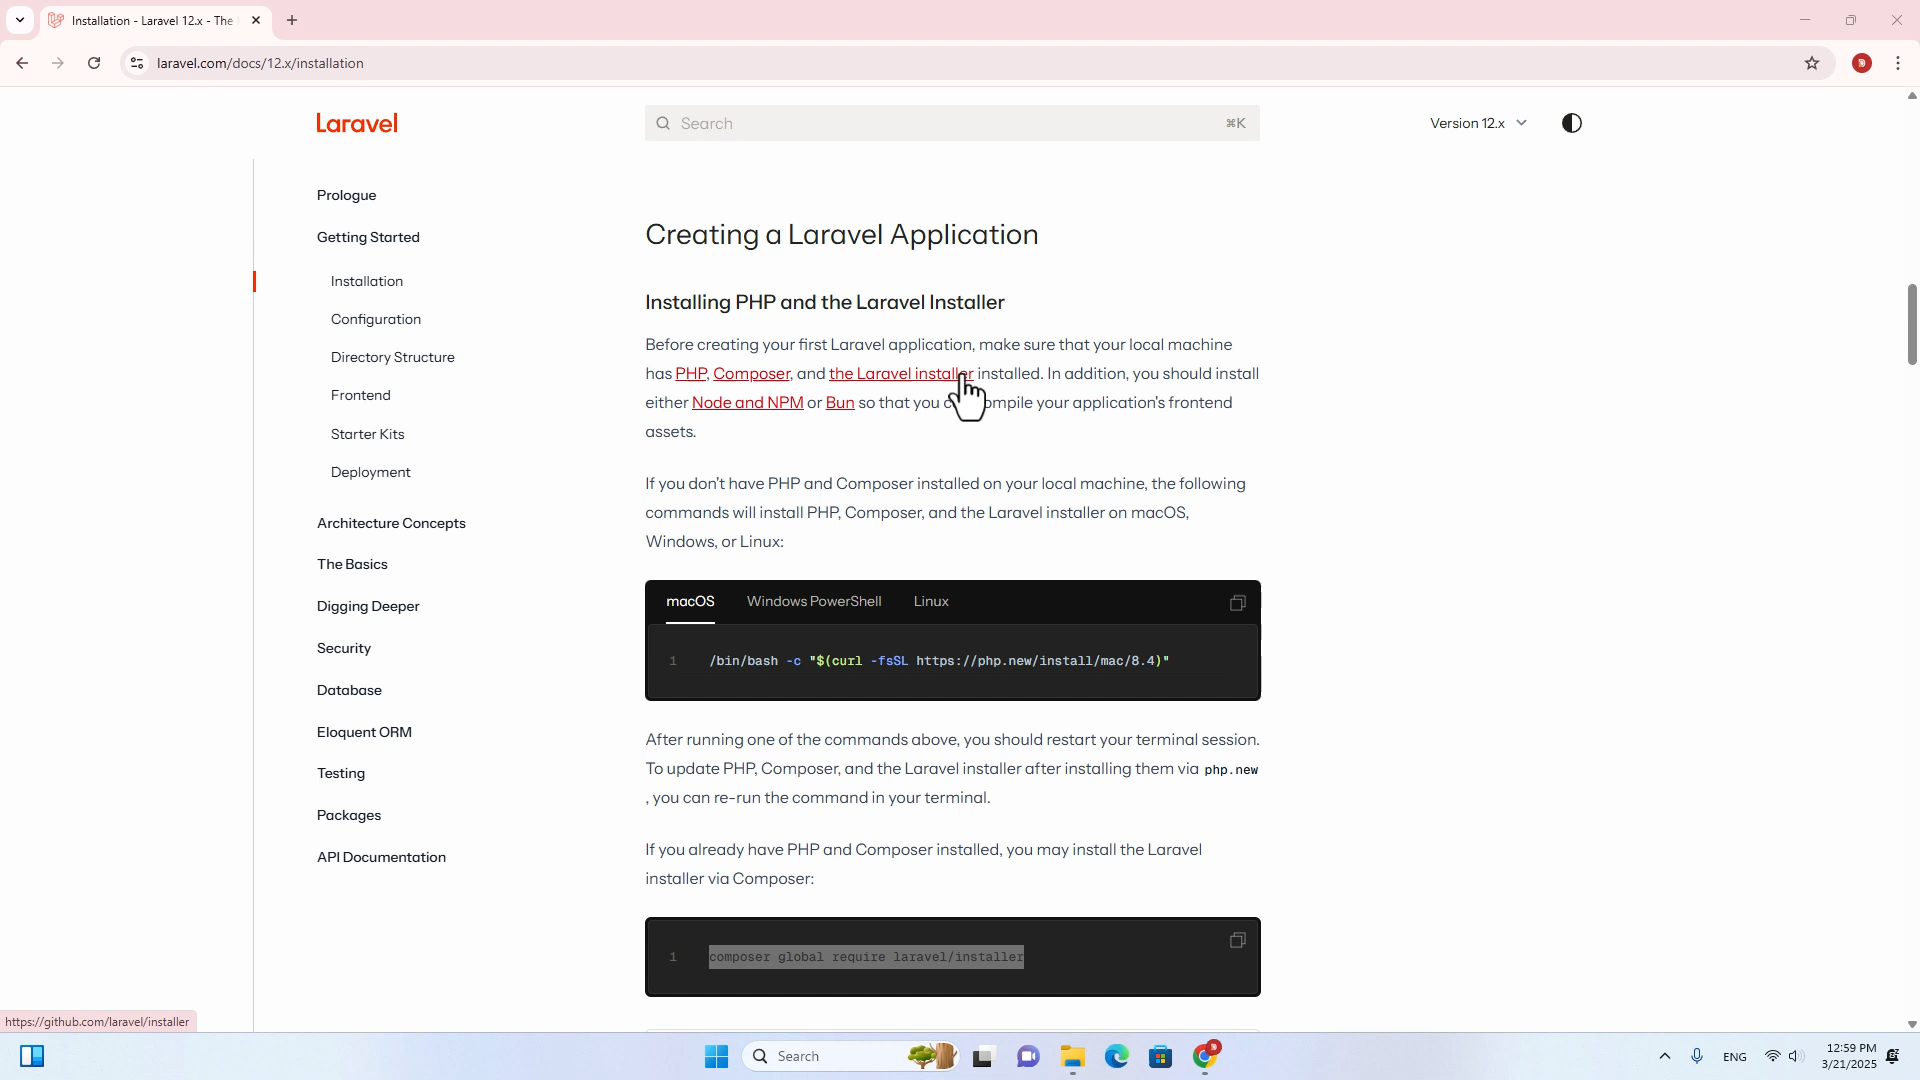 Installation - Laravel 12.x - The
laravel.com/docs/12.x/installation
Laravel
Search
⌘K
Version 12.x
Prologue
Getting Started
Installation
Configuration
Directory Structure
Frontend
Starter Kits
Deployment
Architecture Concepts
The Basics
Digging Deeper
Security
Database
Eloquent ORM
Testing
Packages
API Documentation
Creating a Laravel Application
Installing PHP and the Laravel Installer
Before creating your first Laravel application, make sure that your local machine
has PHP, Composer, and the Laravel installer installed. In addition, you should install
either Node and NPM or Bun so that you compile your application's frontend
assets.
If you don't have PHP and Composer installed on your local machine, the following
commands will install PHP, Composer, and the Laravel installer on macOS,
Windows, or Linux:
macOS Windows PowerShell Linux
1 /bin/bash -c "$(curl -fsSL https://php.new/install/mac/8.4)"
After running one of the commands above, you should restart your terminal session.
To update PHP, Composer, and the Laravel installer after installing them via php.new
, you can re-run the command in your terminal.
If you already have PHP and Composer installed, you may install the Laravel
installer via Composer:
1 composer global require laravel/installer
https://github.com/laravel/installer
Search
ENG
12:59 PM
3/21/2025